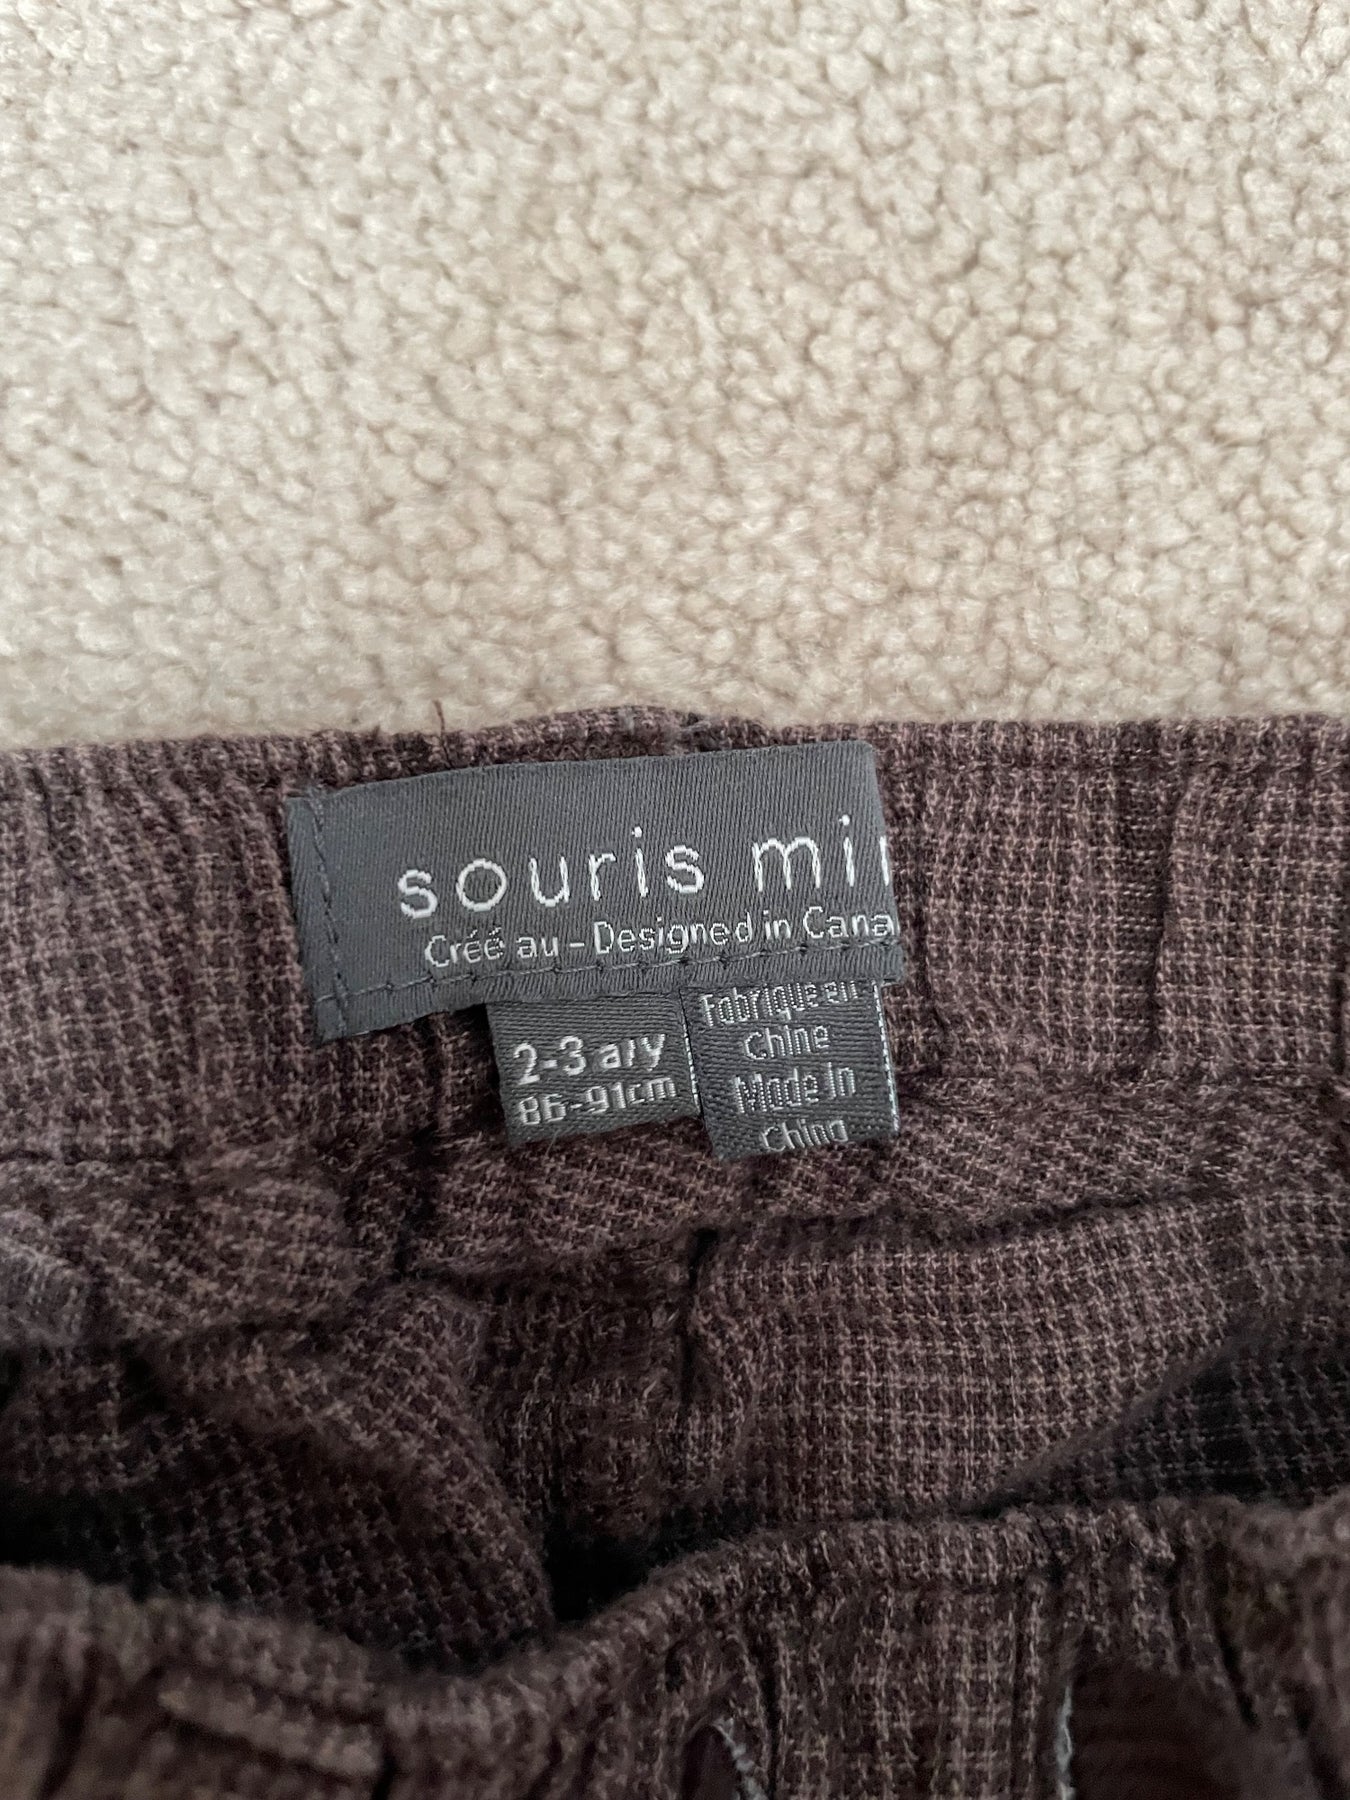 souris mi
Créé au - Designed in Cana
2-3 a/y
86-91cm
Fabriqué en
Chine
Made in
China